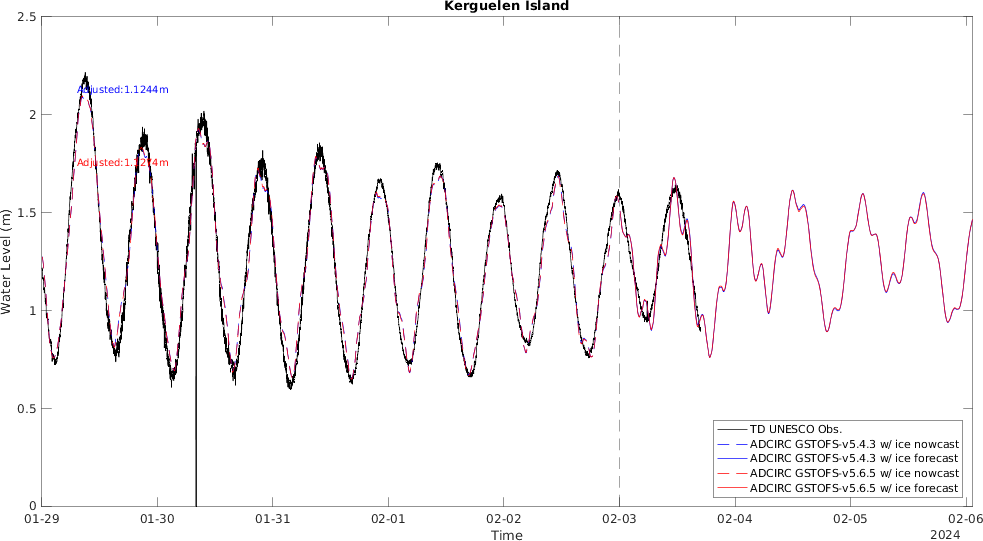 Kerguelen Island
2.5
2
1.5
1
0.5
0
Water Level (m)
Adjusted:1.1244m
Adjusted:1.1274m
TD UNESCO Obs.
ADCIRC GSTOFS-v5.4.3 w/ ice nowcast
ADCIRC GSTOFS-v5.4.3 w/ ice forecast
ADCIRC GSTOFS-v5.6.5 w/ ice nowcast
ADCIRC GSTOFS-v5.6.5 w/ ice forecast
01-29 01-30 01-31 02-01 02-02 02-03 02-04 02-05 02-06
Time
2024